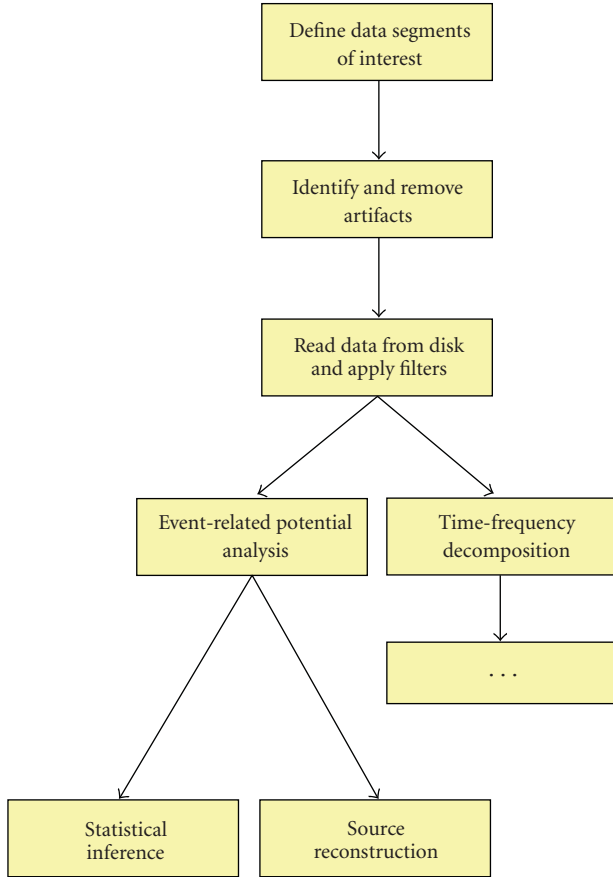 Define data segments
of interest
Identify and remove
artifacts
Read data from disk
and apply filters
Event-related potential
analysis
Time-frequency
decomposition
. . .
Statistical
inference
Source
reconstruction